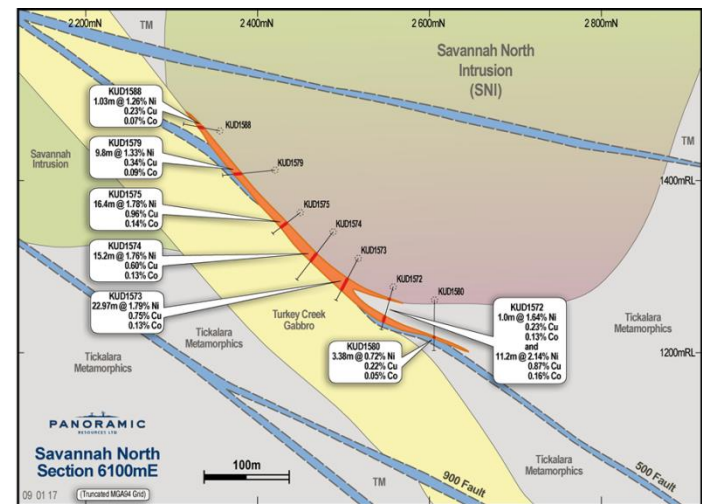 2 200mN
2 400mN
2 600mN
2 800mN
TM
Savannah North
Intrusion
(SNI)
TM
KUD1588
1.03m @ 1.26% Ni
0.23% Cu
0.07% Co
KUD1588
KUD1579
9.8m @ 1.33% Ni
0.34% Cu
0.09% Co
KUD1579
Savannah
Intrusion
1400mRL
KUD1575
16.4m @ 1.78% Ni
0.96% Cu
0.14% Co
KUD1575
KUD1574
KUD1574
15.2m @ 1.76% Ni
0.60% Cu
0.13% Co
KUD1573
KUD1573
22.97m @ 1.79% Ni
0.75% Cu
0.13% Co
KUD1572
KUD1580
KUD1572
1.0m @ 1.64% Ni
0.23% Cu
0.13% Co
and
11.2m @ 2.14% Ni
0.87% Cu
0.16% Co
Turkey Creek
Gabbro
Tickalara
Metamorphics
KUD1580
3.38m @ 0.72% Ni
0.22% Cu
0.05% Co
Tickalara
Metamorphics
Tickalara
Metamorphics
1200mRL
PANORAMIC
RESOURCES LTD
Savannah North
Section 6100mE
100m
Tickalara
Metamorphics
900 Fault
500 Fault
TM
09 01 17
(Truncated MGA94 Grid)